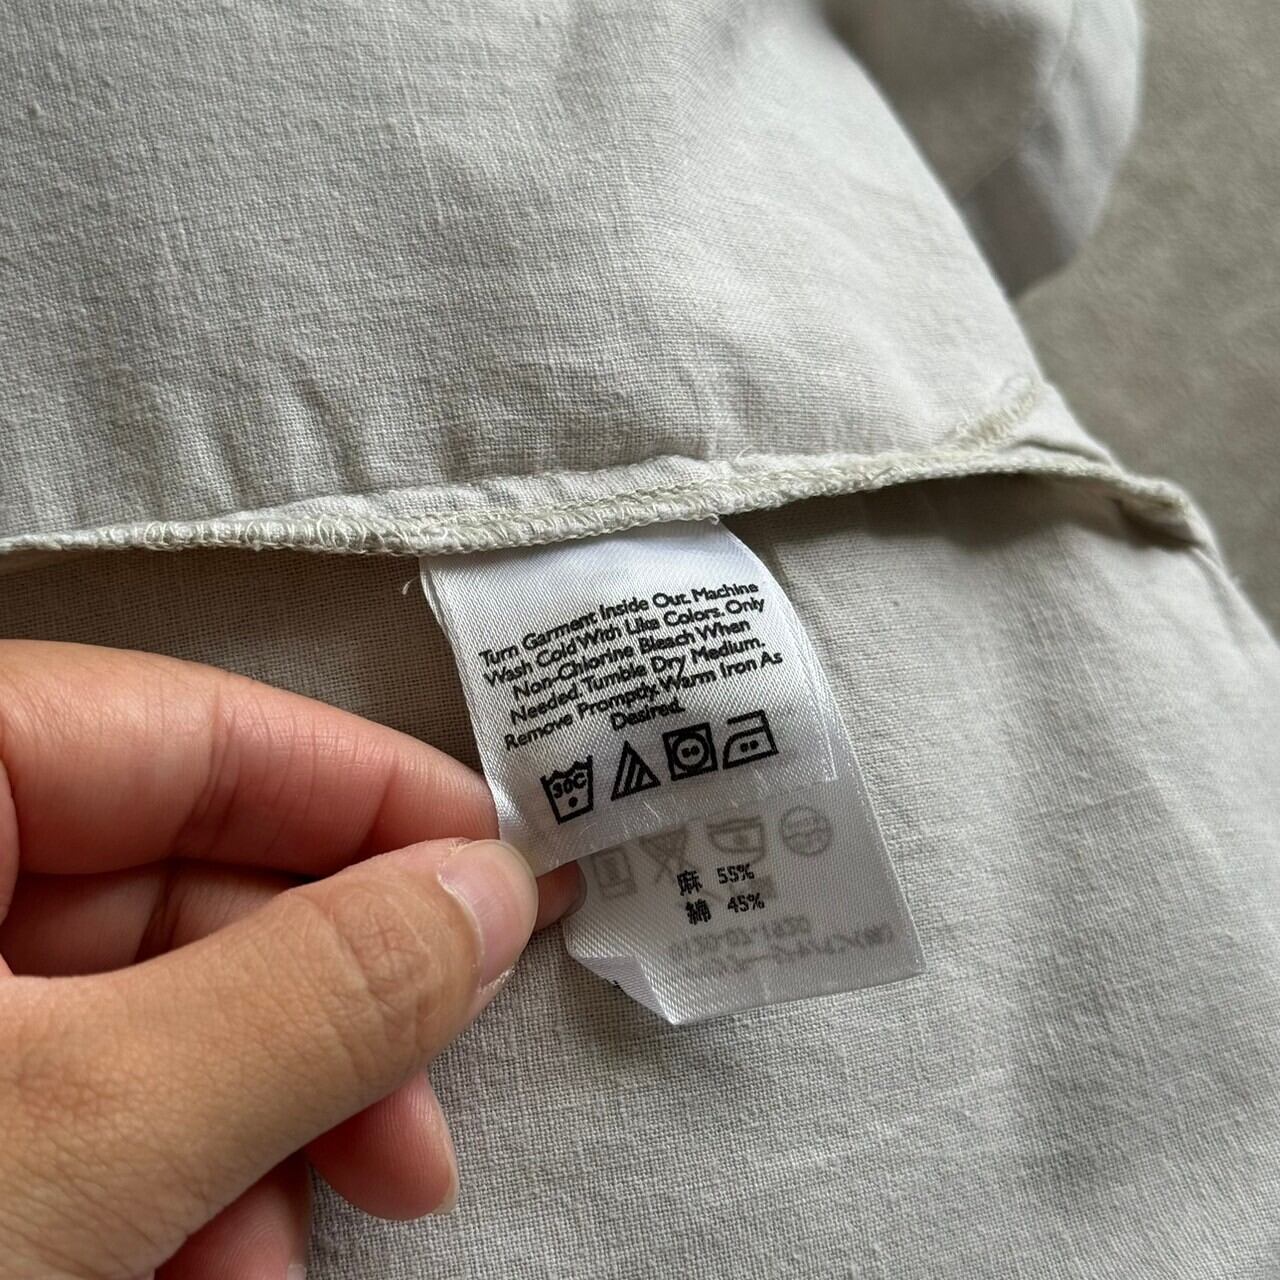 Turn Garment Inside Out. Machine
Wash Cold With Like Colors. Only
Non-Chlorine Bleach When
Needed. Tumble Dry Medium.
Remove Promptly. Warm Iron As
Desired.
30C
麻 55%
綿 45%